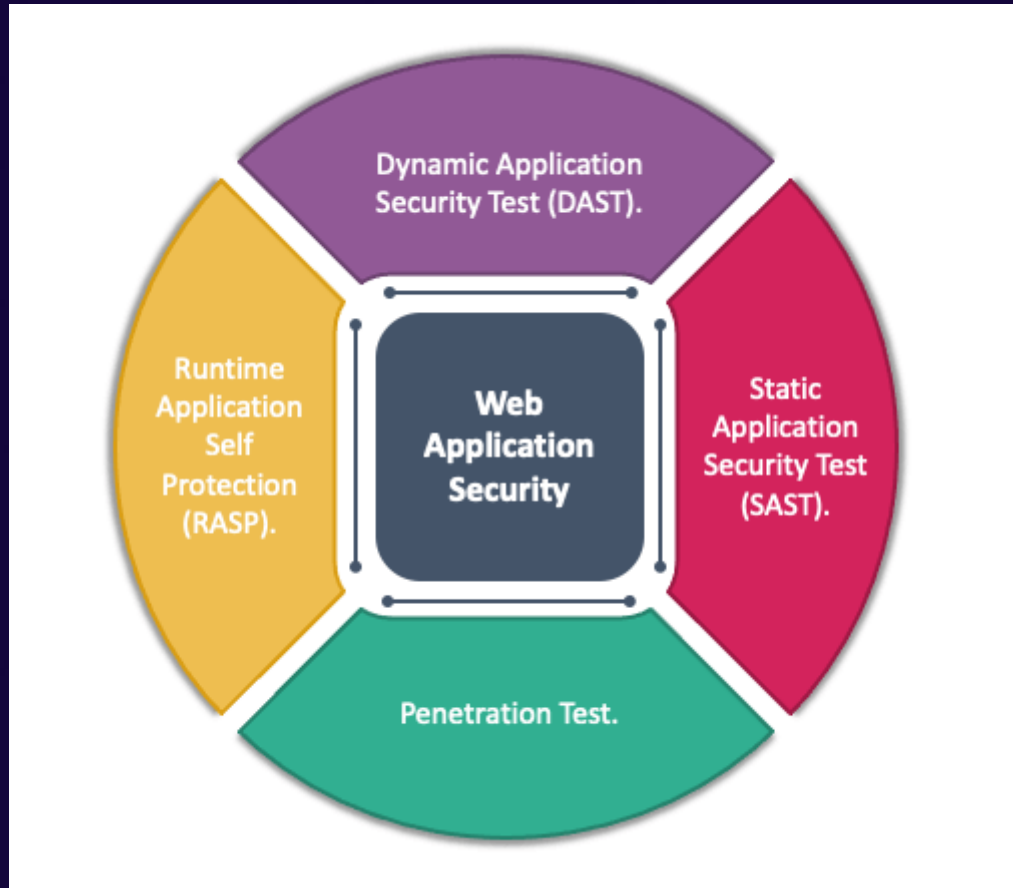 Dynamic Application
Security Test (DAST).
Runtime
Application
Self
Protection
(RASP).
Web
Application
Security
Static
Application
Security Test
(SAST).
Penetration Test.